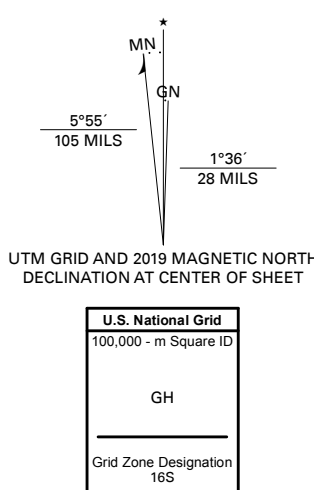 ★
MN
GN
5°55´
105 MILS
1°36´
28 MILS
UTM GRID AND 2019 MAGNETIC NORTH
DECLINATION AT CENTER OF SHEET
U.S. National Grid
100,000 - m Square ID
GH
Grid Zone Designation
16S